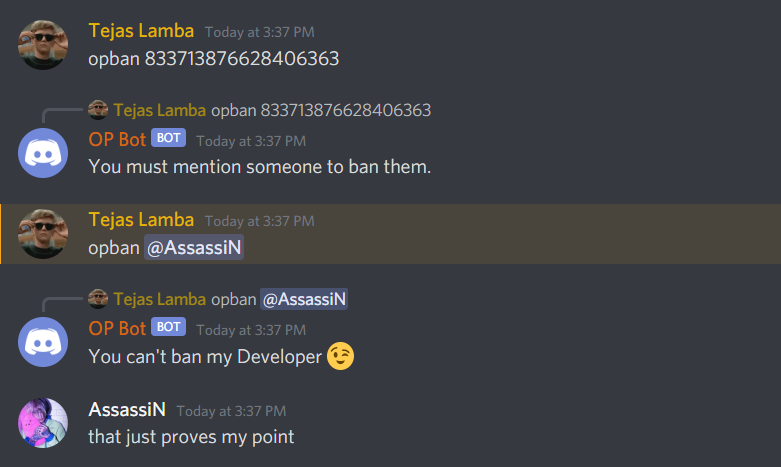 Tejas Lamba Today at 3:37 PM
opban 833713876628406363
Tejas Lamba opban 833713876628406363
OP Bot BOT Today at 3:37 PM
You must mention someone to ban them.
Tejas Lamba Today at 3:37 PM
opban @AssassiN
Tejas Lamba opban @AssassiN
OP Bot BOT Today at 3:37 PM
You can't ban my Developer 😉
AssassiN Today at 3:37 PM
that just proves my point